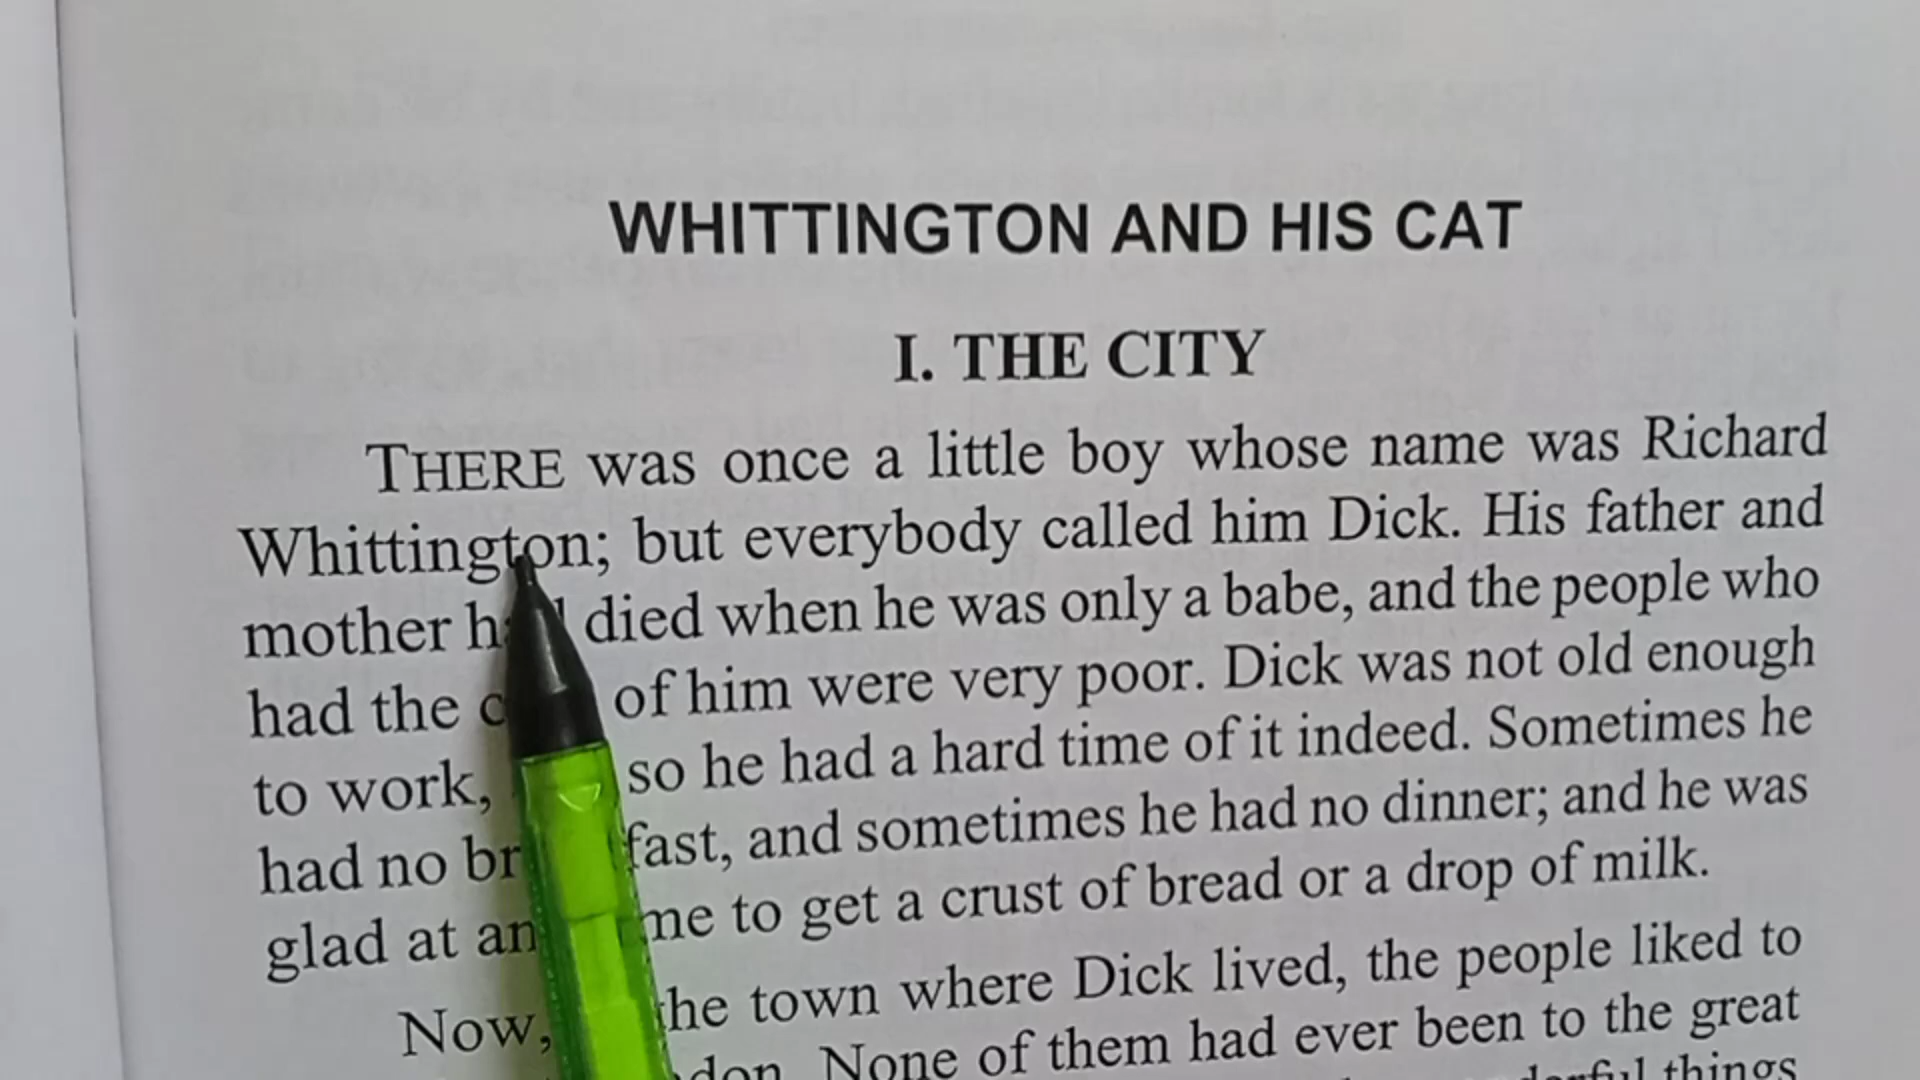 WHITTINGTON AND HIS CAT
I. THE CITY
THERE was once a little boy whose name was Richard
Whittington; but everybody called him Dick. His father and
mother died when he was only a babe, and the people who
had the of him were very poor. Dick was not old enough
to work, so he had a hard time of it indeed. Sometimes he
had no fast, and sometimes he had no dinner; and he was
glad at to get a crust of bread or a drop of milk.
Now, town where Dick lived, the people liked to
None of them had ever been to the great
things